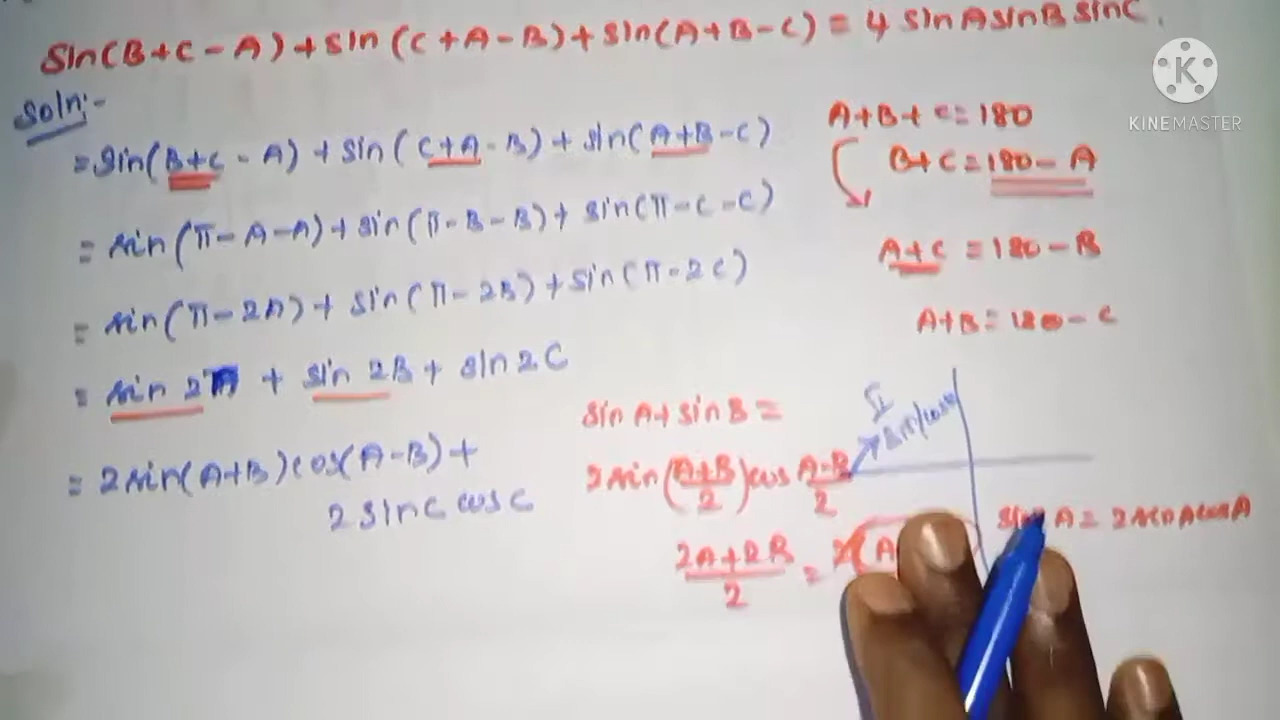 Sin(B+C-A)+sin(C+A-B)+sin(A+B-C)=4 sinA sinB sinC.
Soln:-
=sin(B+C-A)+sin(C+A-B)+sin(A+B-C)
=sin(π-A-A)+sin(π-B-B)+sin(π-C-C)
=sin(π-2A)+sin(π-2B)+sin(π-2C)
=sin 2A + sin 2B + sin 2C
=2sin(A+B)cos(A-B)+
2 sinc cosc
A+B+C=180
B+C=180-A
A+C=180-B
A+B=180-C
sin A+sin B=
2sin(A+B/2)cos A-B/2
2A+2B/2 = 2(A
A= 2sinAcosA
K
KINEMASTER